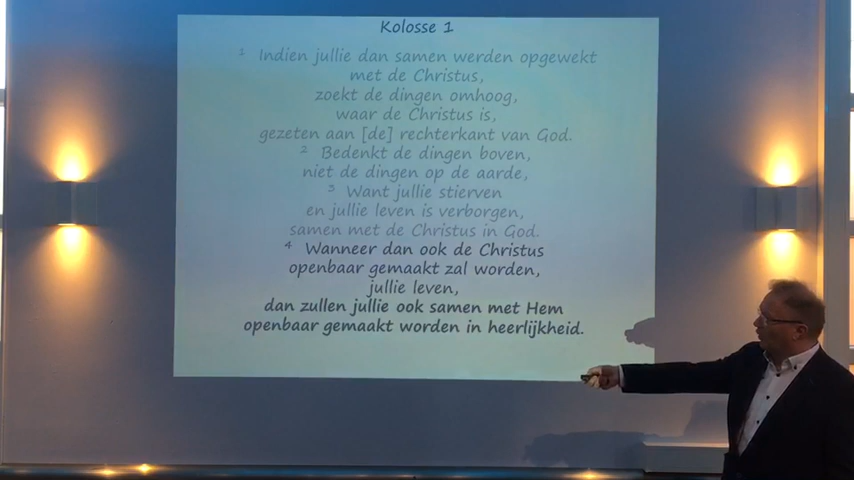 Kolosse 1
1 Indien jullie dan samen werden opgewekt
met de Christus,
zoekt de dingen omhoog,
waar de Christus is,
gezeten aan [de] rechterkant van God.
2 Bedenkt de dingen boven,
niet de dingen op de aarde,
3 Want jullie stierven
en jullie leven is verborgen,
samen met de Christus in God.
4 Wanneer dan ook de Christus
openbaar gemaakt zal worden,
jullie leven,
dan zullen jullie ook samen met Hem
openbaar gemaakt worden in heerlijkheid.